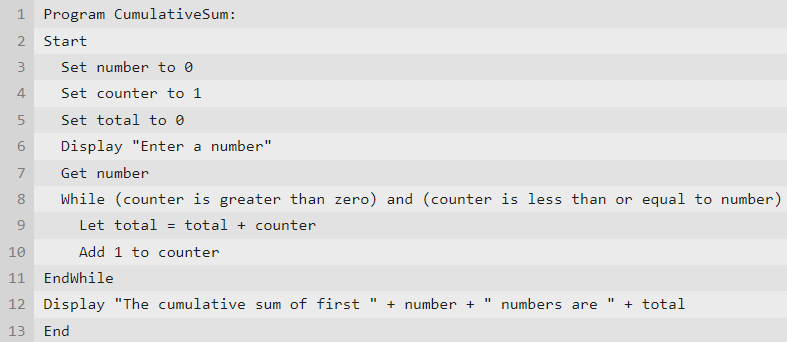 1 Program CumulativeSum:
2 Start
3 Set number to 0
4 Set counter to 1
5 Set total to 0
6 Display "Enter a number"
7 Get number
8 While (counter is greater than zero) and (counter is less than or equal to number)
9 Let total = total + counter
10 Add 1 to counter
11 EndWhile
12 Display "The cumulative sum of first " + number + " numbers are " + total
13 End